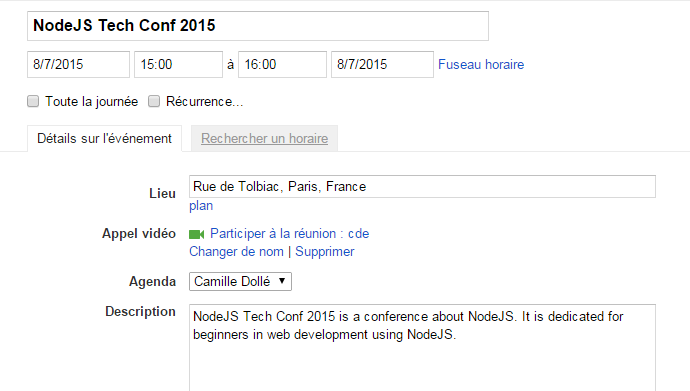 NodeJS Tech Conf 2015
8/7/2015 15:00 à 16:00 8/7/2015 Fuseau horaire
Toute la journée Récurrence...
Détails sur l'événement Rechercher un horaire
Lieu Rue de Tolbiac, Paris, France
plan
Appel vidéo Participer à la réunion : cde
Changer de nom | Supprimer
Agenda Camille Dollé
Description NodeJS Tech Conf 2015 is a conference about NodeJS. It is dedicated for
beginners in web development using NodeJS.